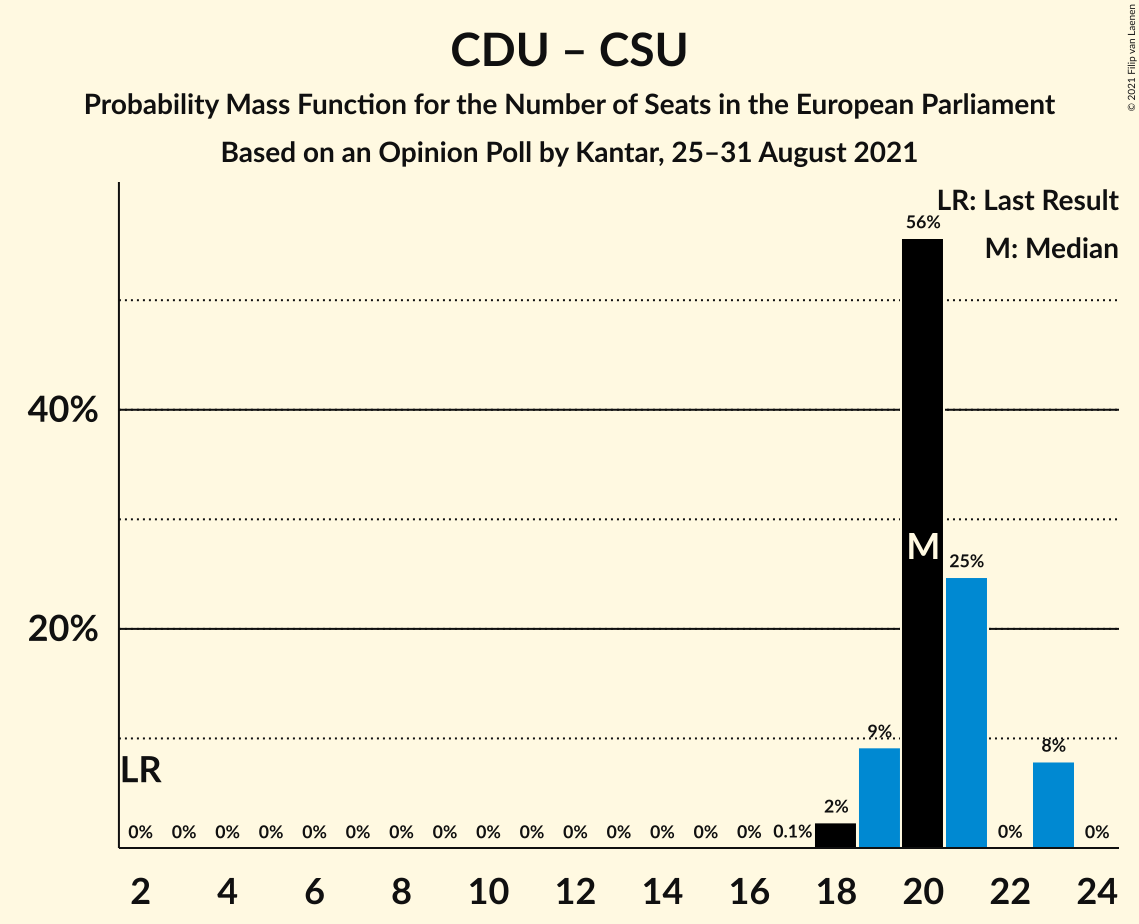 CDU – CSU
Probability Mass Function for the Number of Seats in the European Parliament
Based on an Opinion Poll by Kantar, 25–31 August 2021
© 2021 Filip van Laenen
LR: Last Result
M: Median
56%
40%
M
25%
20%
9%
8%
LR
2%
0% 0% 0% 0% 0% 0% 0% 0% 0% 0% 0% 0% 0% 0% 0% 0.1% 0% 0%
2 4 6 8 10 12 14 16 18 20 22 24